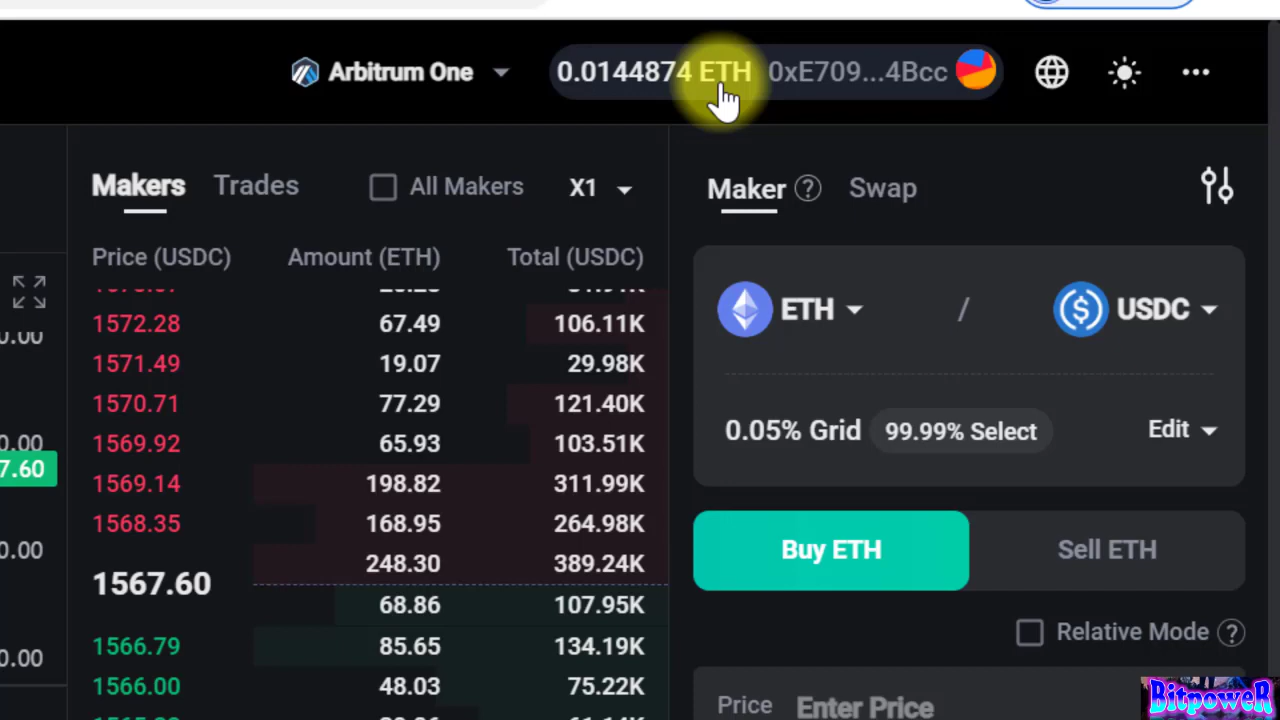 Arbitrum One 0.0144874 ETH 0xE709...4Bcc
Makers Trades All Makers X1
Maker ? Swap
Price (USDC) Amount (ETH) Total (USDC)
1572.28 67.49 106.11K
ETH / $ USDC
1571.49 19.07 29.98K
1570.71 77.29 121.40K
0.05% Grid 99.99% Select Edit
1569.92 65.93 103.51K
7.60
1569.14 198.82 311.99K
1568.35 168.95 264.98K
Buy ETH Sell ETH
248.30 389.24K
1567.60
68.86 107.95K
Relative Mode ?
1566.79 85.65 134.19K
1566.00 48.03 75.22K
Price Enter Price
BitpoweR